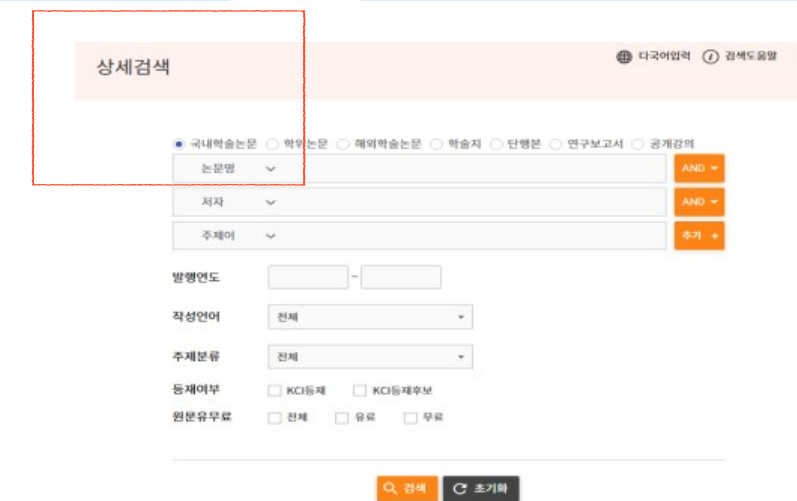 상세검색 다국어입력 검색도움말
국내학술논문 학위논문 해외학술논문 학술지 단행본 연구보고서 공개강의
논문명 AND
저자 AND
주제어 추가 +
발행연도 -
작성언어 전체
주제분류 전체
등재여부 KCI등재 KCI등재후보
원문유무료 전체 유료 무료
검색 초기화